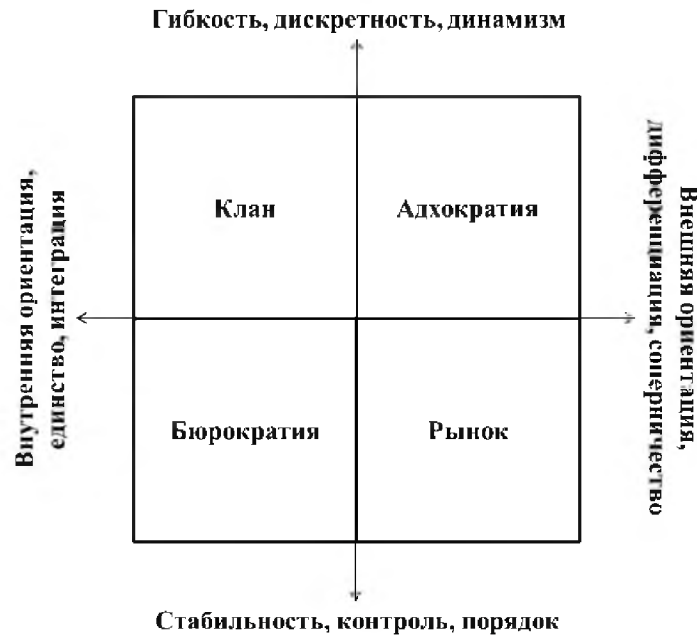 Гибкость, дискретность, динамизм
Внутренняя ориентация,
единство, интеграция
Клан
Адхократия
Внешняя ориентация,
дифференциация, соперничество
Бюрократия
Рынок
Стабильность, контроль, порядок